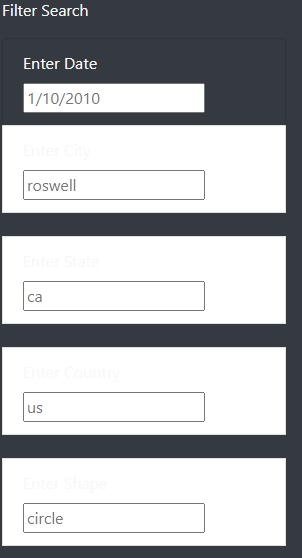 Filter Search
Enter Date
1/10/2010
Enter City
roswell
Enter State
ca
Enter Country
us
Enter Shape
circle